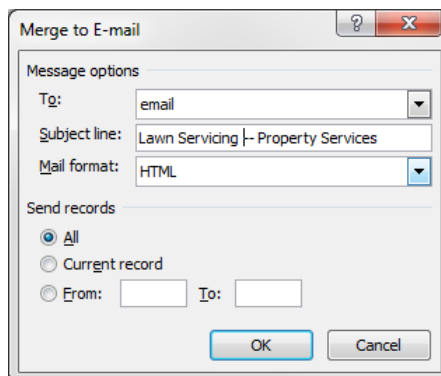 Merge to E-mail
Message options
To: email
Subject line: Lawn Servicing -- Property Services
Mail format: HTML
Send records
All
Current record
From: To:
OK Cancel